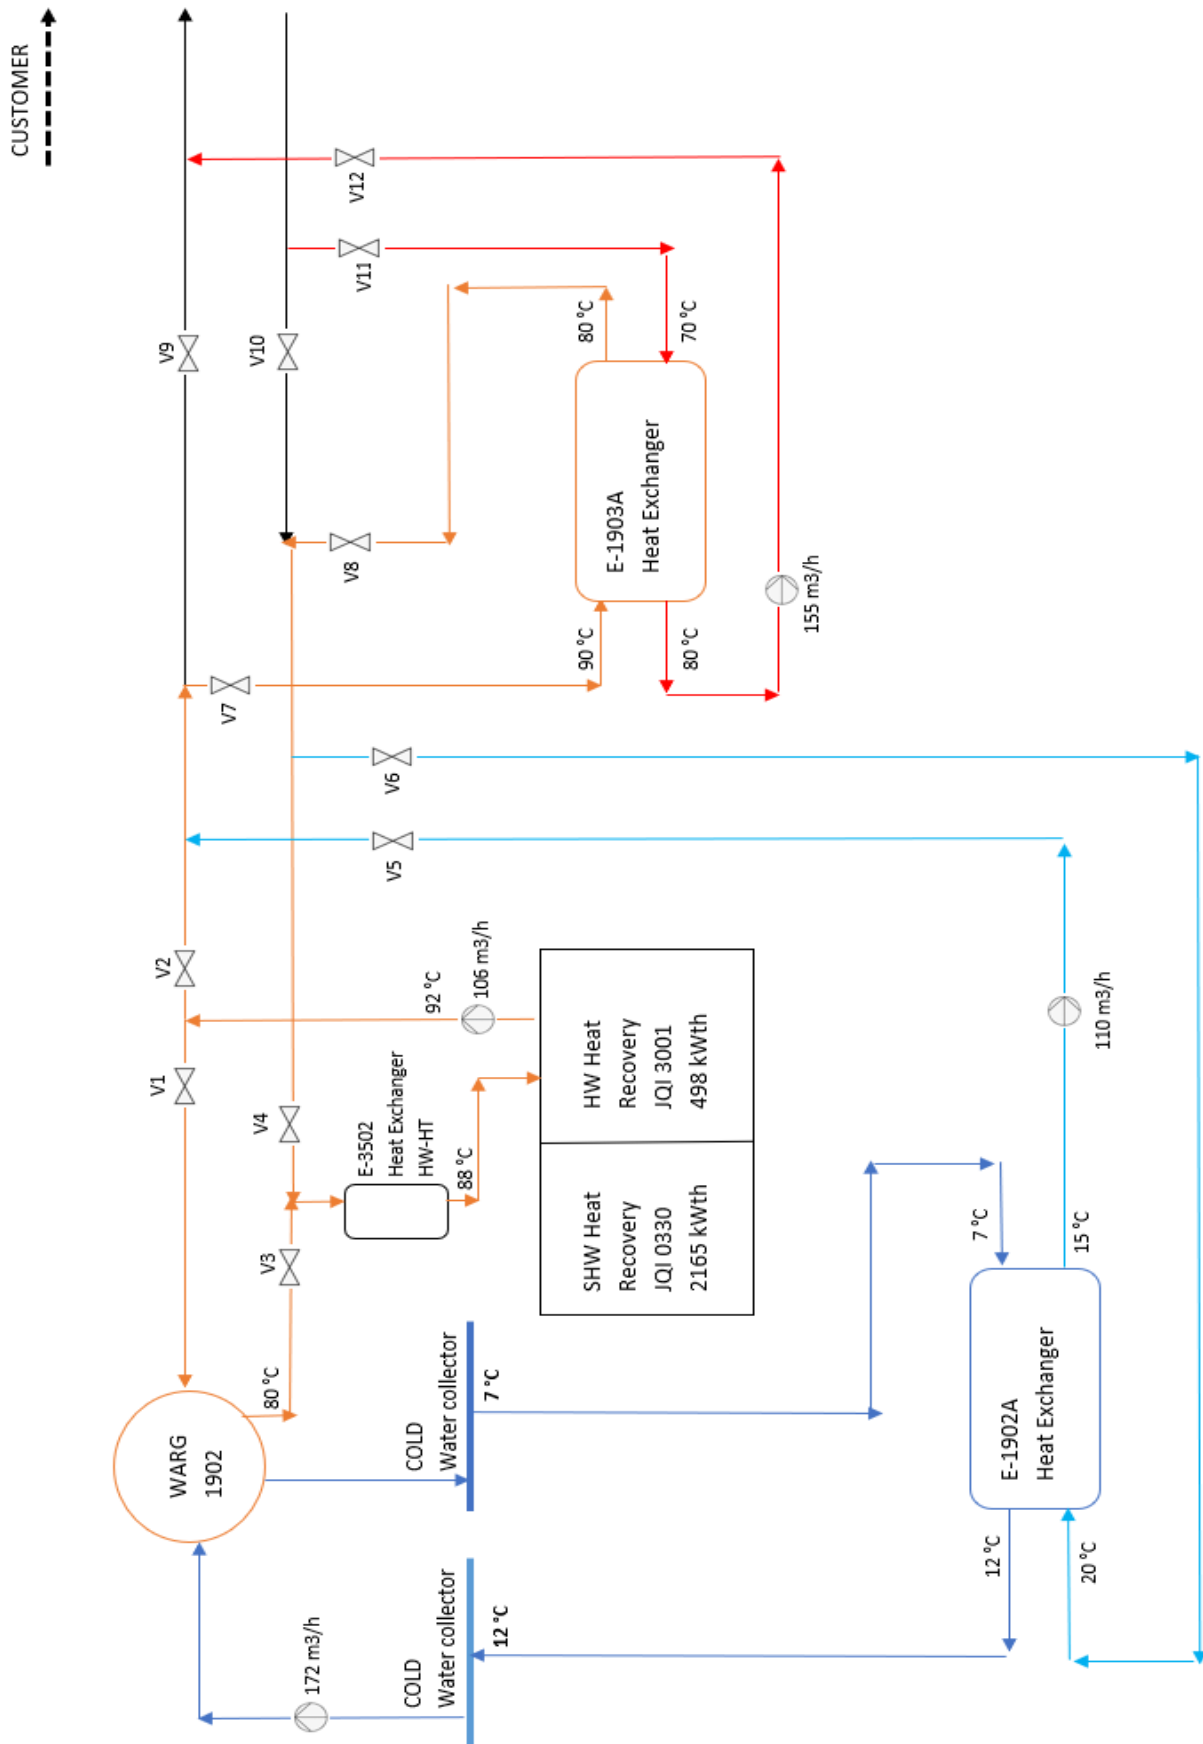 CUSTOMER
V9
V10
V12
V11
80 °C
70 °C
E-1903A
Heat Exchanger
V8
90 °C
80 °C
155 m3/h
V7
V6
V5
V2
92 °C
106 m3/h
V1
V4
E-3502
Heat Exchanger
HW-HT
88 °C
HW Heat
Recovery
JQI 3001
498 kWth
SHW Heat
Recovery
JQI 0330
2165 kWth
110 m3/h
V3
80 °C
WARG
1902
COLD
Water collector
7 °C
7 °C
15 °C
E-1902A
Heat Exchanger
12 °C
20 °C
172 m3/h
COLD
Water collector
12 °C